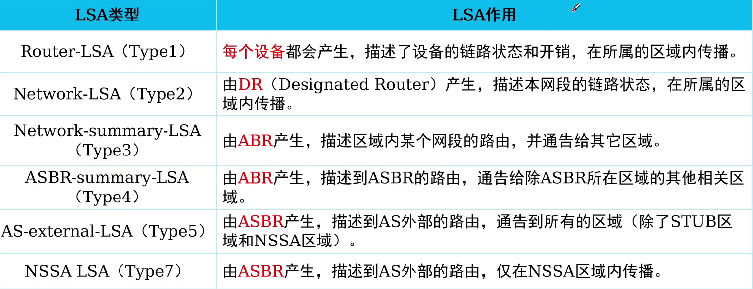 LSA类型 LSA作用
Router-LSA（Type1） 每个设备都会产生，描述了设备的链路状态和开销，在所属的区域内传播。
Network-LSA（Type2） 由DR（Designated Router）产生，描述本网段的链路状态，在所属的区
域内传播。
Network-summary-LSA
（Type3） 由ABR产生，描述区域内某个网段的路由，并通告给其它区域。
ASBR-summary-LSA
（Type4） 由ABR产生，描述到ASBR的路由，通告给除ASBR所在区域的其他相关区
域。
AS-external-LSA（Type5） 由ASBR产生，描述到AS外部的路由，通告到所有的区域（除了STUB区
域和NSSA区域）。
NSSA LSA（Type7） 由ASBR产生，描述到AS外部的路由，仅在NSSA区域内传播。